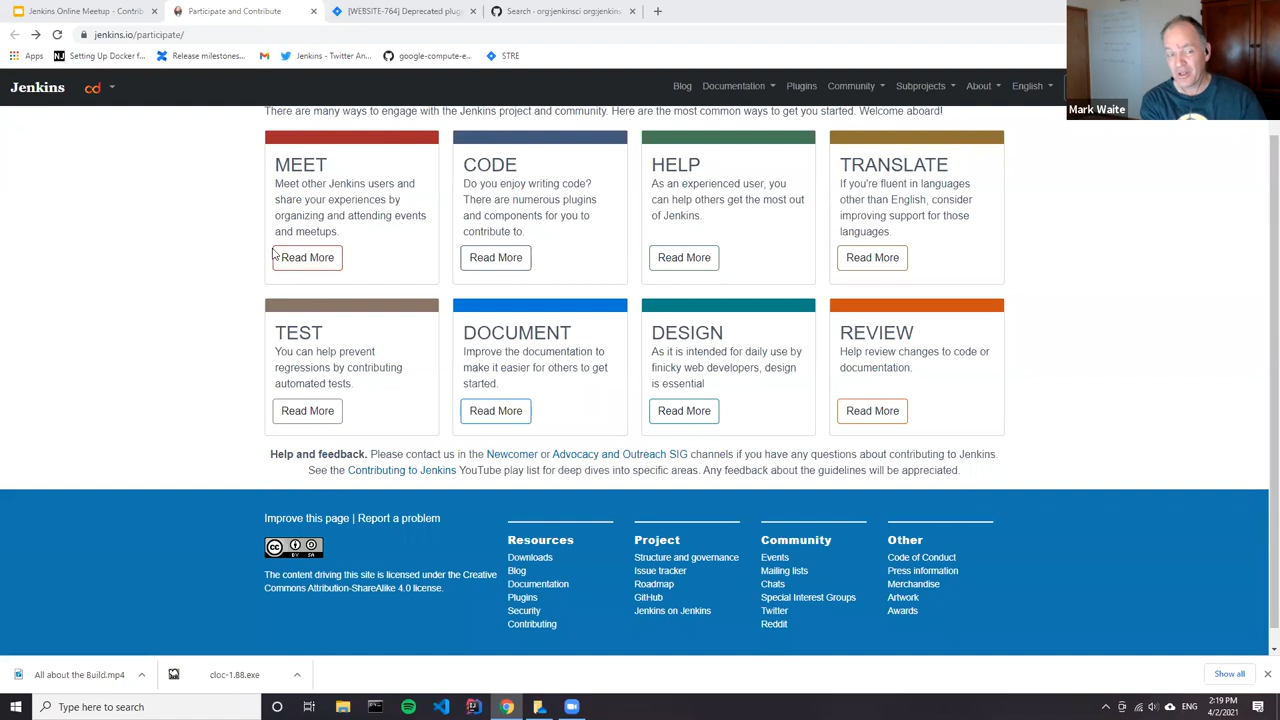 Jenkins Online Meetup - Contrib
Participate and Contribute
[WEBSITE-764] Deprecated plug
Search · org:jenkinsci org:jenkins
jenkins.io/participate/
Apps
Setting Up Docker f...
Release milestones...
Jenkins - Twitter An...
google-compute-e...
STRE
Mark Waite
Jenkins
cd
Blog
Documentation
Plugins
Community
Subprojects
About
English
There are many ways to engage with the Jenkins project and community. Here are the most common ways to get you started. Welcome aboard!
MEET
Meet other Jenkins users and
share your experiences by
organizing and attending events
and meetups.
Read More
CODE
Do you enjoy writing code?
There are numerous plugins
and components for you to
contribute to.
Read More
HELP
As an experienced user, you
can help others get the most out
of Jenkins.
Read More
TRANSLATE
If you're fluent in languages
other than English, consider
improving support for those
languages.
Read More
TEST
You can help prevent
regressions by contributing
automated tests.
Read More
DOCUMENT
Improve the documentation to
make it easier for others to get
started.
Read More
DESIGN
As it is intended for daily use by
finicky web developers, design
is essential
Read More
REVIEW
Help review changes to code or
documentation.
Read More
Help and feedback. Please contact us in the Newcomer or Advocacy and Outreach SIG channels if you have any questions about contributing to Jenkins.
See the Contributing to Jenkins YouTube play list for deep dives into specific areas. Any feedback about the guidelines will be appreciated.
Improve this page | Report a problem
cc BY SA
The content driving this site is licensed under the Creative
Commons Attribution-ShareAlike 4.0 license.
Resources
Downloads
Blog
Documentation
Plugins
Security
Contributing
Project
Structure and governance
Issue tracker
Roadmap
GitHub
Jenkins on Jenkins
Community
Events
Mailing lists
Chats
Special Interest Groups
Twitter
Reddit
Other
Code of Conduct
Press information
Merchandise
Artwork
Awards
All about the Build.mp4
cloc-1.88.exe
Show all
Type here to search
2:19 PM
4/2/2021